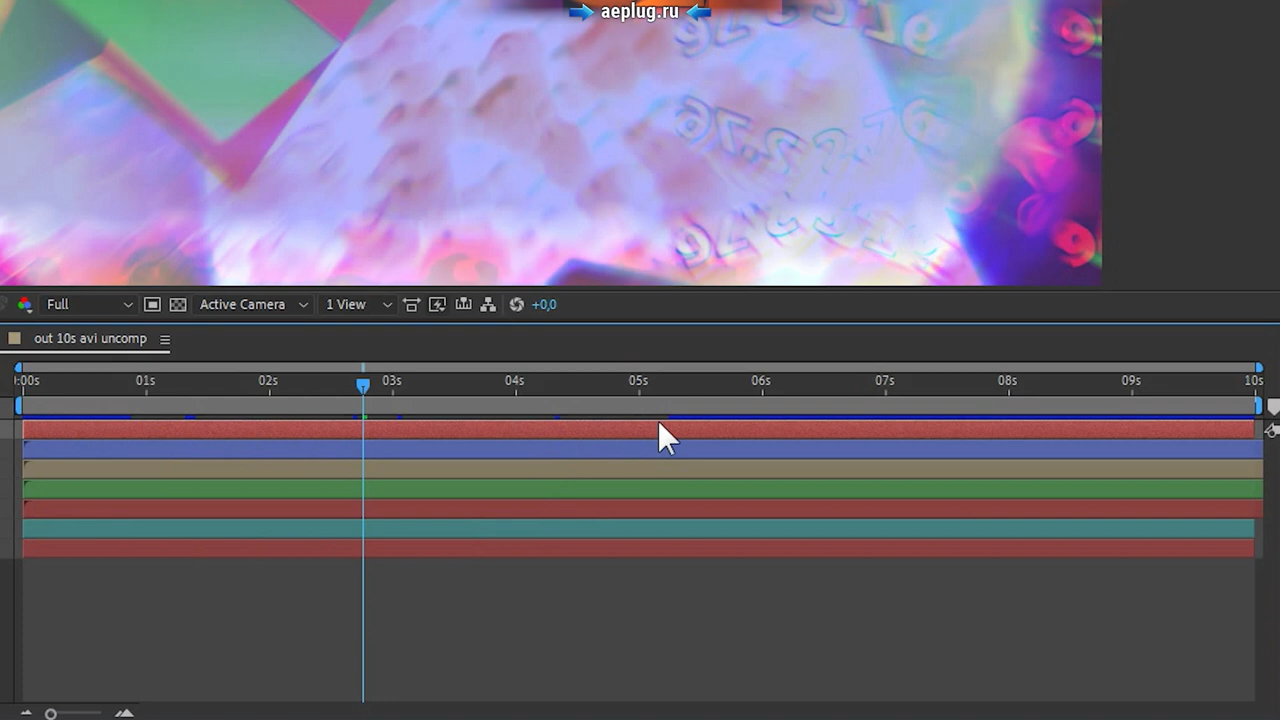 aeplug.ru
Full
Active Camera
1 View
+0,0
out 10s avi uncomp
:00s
01s
02s
03s
04s
05s
06s
07s
08s
09s
10s